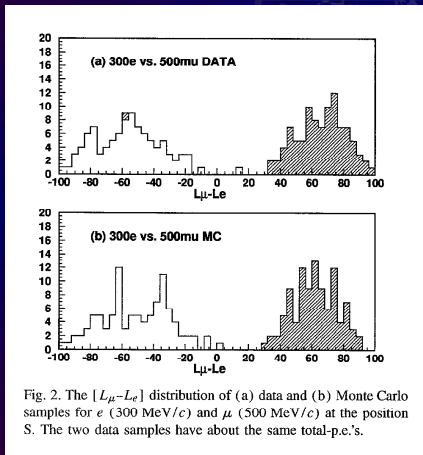 20
18
16
14
12
10
8
6
4
2
0
(a) 300e vs. 500mu DATA
-100 -80 -60 -40 -20 0 20 40 60 80 100
Lμ-Le
20
18
16
14
12
10
8
6
4
2
0
(b) 300e vs. 500mu MC
-100 -80 -60 -40 -20 0 20 40 60 80 100
Lμ-Le
Fig. 2. The [Lμ-Le] distribution of (a) data and (b) Monte Carlo
samples for e (300 MeV/c) and μ (500 MeV/c) at the position
S. The two data samples have about the same total-p.e.'s.